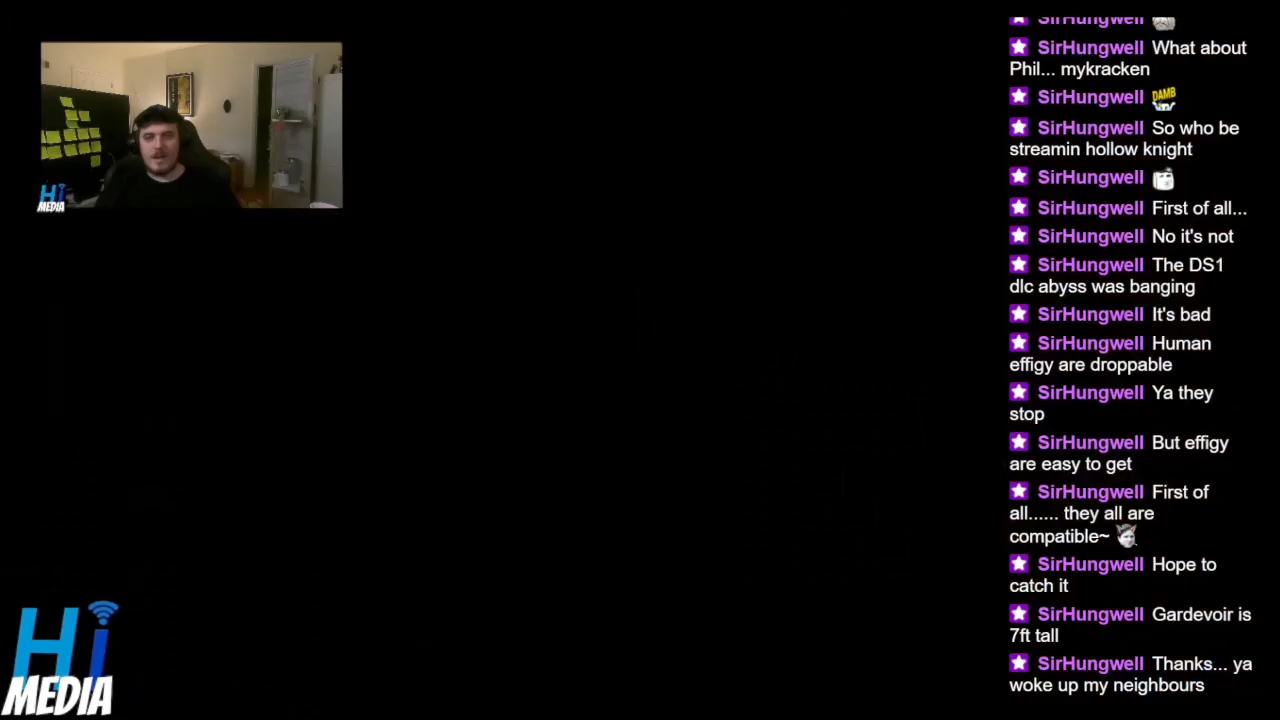 SirHungwell
SirHungwell What about
Phil... mykracken
SirHungwell DAMB
SirHungwell So who be
streamin hollow knight
SirHungwell
SirHungwell First of all...
SirHungwell No it's not
SirHungwell The DS1
dlc abyss was banging
SirHungwell It's bad
SirHungwell Human
effigy are droppable
SirHungwell Ya they
stop
SirHungwell But effigy
are easy to get
SirHungwell First of
all...... they all are
compatible~
SirHungwell Hope to
catch it
SirHungwell Gardevoir is
7ft tall
SirHungwell Thanks... ya
woke up my neighbours
Hi
MEDIA
Hi
MEDIA